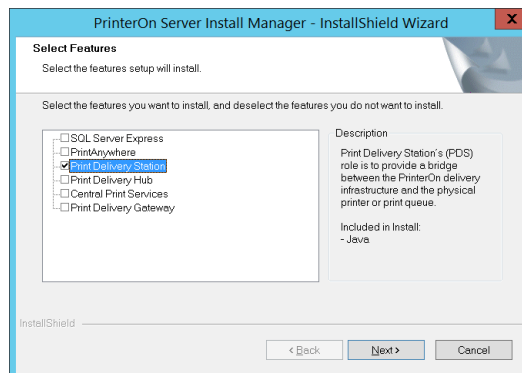 PrinterOn Server Install Manager - InstallShield Wizard
X
Select Features
Select the features setup will install.
Select the features you want to install, and deselect the features you do not want to install.
SQL Server Express
PrintAnywhere
Print Delivery Station
Print Delivery Hub
Central Print Services
Print Delivery Gateway
Description
Print Delivery Station's (PDS)
role is to provide a bridge
between the PrinterOn delivery
infrastructure and the physical
printer or print queue.
Included in Install:
- Java
InstallShield
< Back
Next >
Cancel